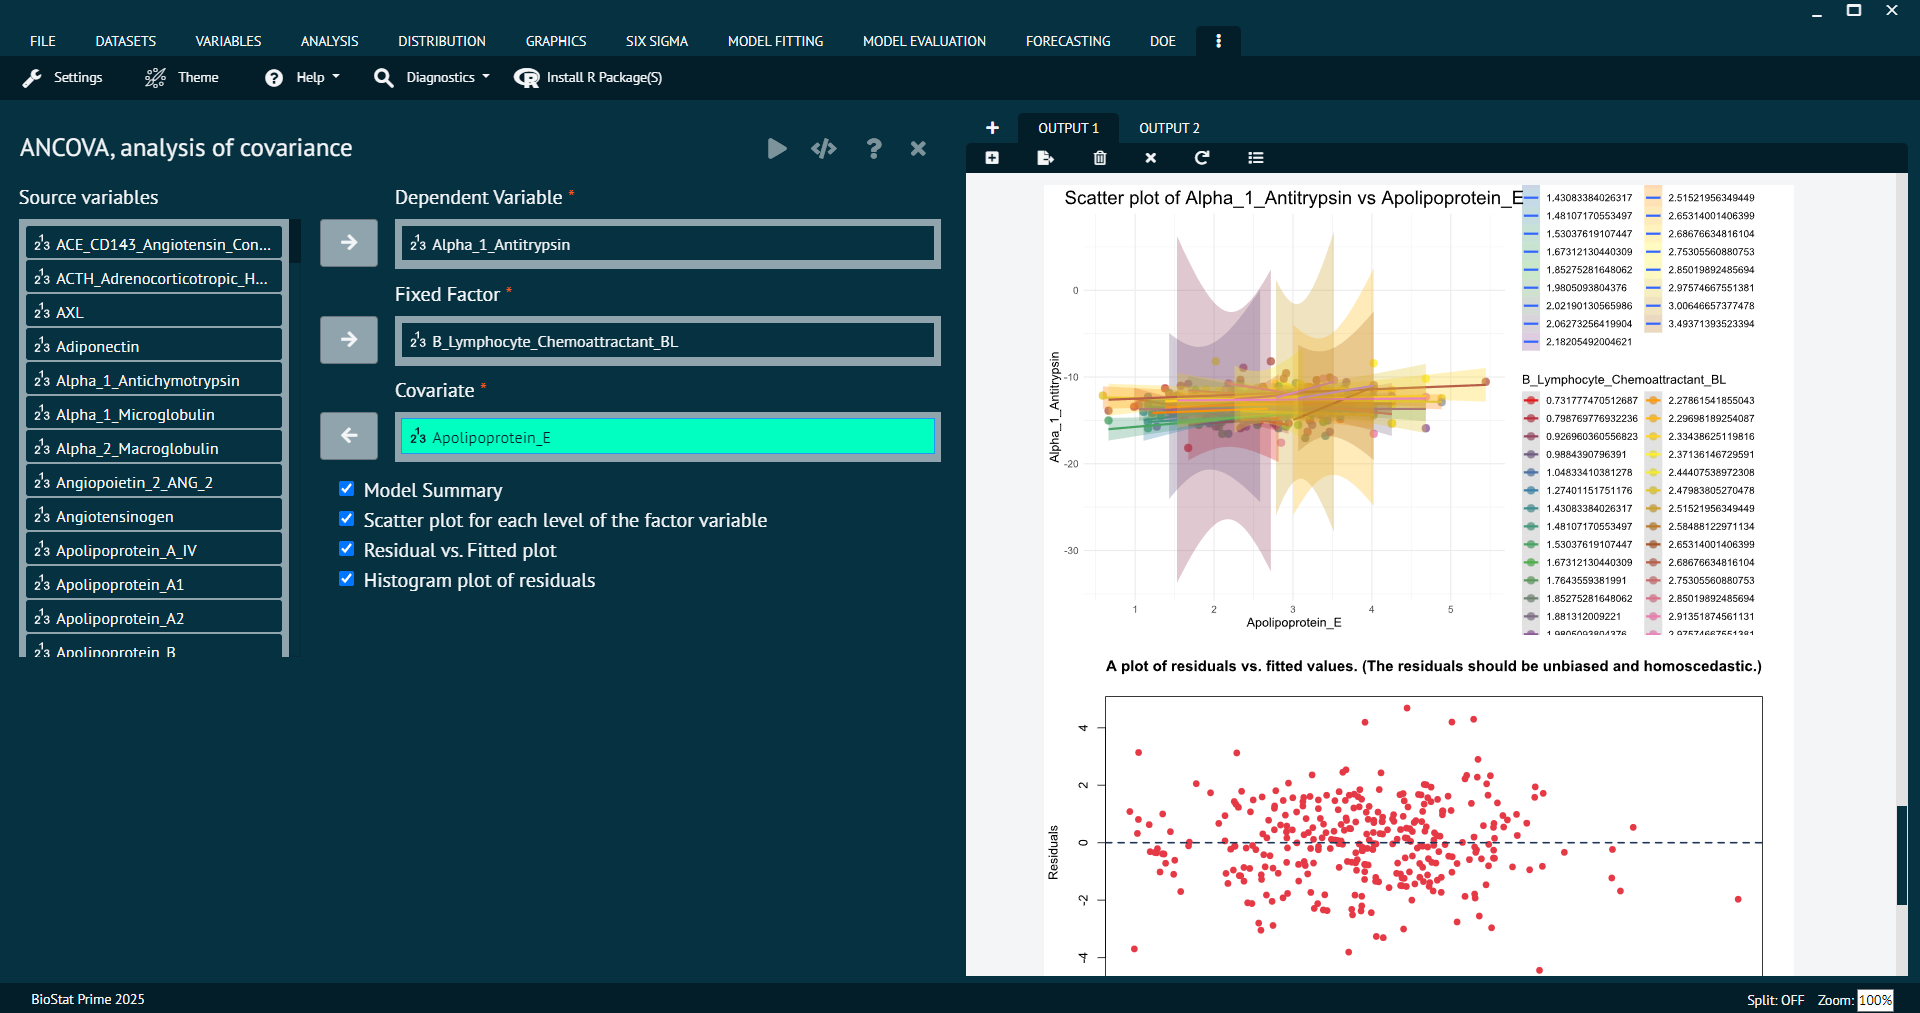 FILE DATASETS VARIABLES ANALYSIS DISTRIBUTION GRAPHICS SIX SIGMA MODEL FITTING MODEL EVALUATION FORECASTING DOE
Settings Theme Help Diagnostics Install R Package(S)
ANCOVA, analysis of covariance
Source variables
ACE_CD143_Angiotensin_Con...
ACTH_Adrenocorticotropic_H...
AXL
Adiponectin
Alpha_1_Antichymotrypsin
Alpha_1_Microglobulin
Alpha_2_Macroglobulin
Angiopoietin_2_ANG_2
Angiotensinogen
Apolipoprotein_A_IV
Apolipoprotein_A1
Apolipoprotein_A2
Apolipoprotein_B
Dependent Variable *
Alpha_1_Antitrypsin
Fixed Factor *
B_Lymphocyte_Chemoattractant_BL
Covariate *
Apolipoprotein_E
Model Summary
Scatter plot for each level of the factor variable
Residual vs. Fitted plot
Histogram plot of residuals
OUTPUT 1 OUTPUT 2
Scatter plot of Alpha_1_Antitrypsin vs Apolipoprotein_E
Alpha_1_Antitrypsin
0
-10
-20
-30
1 2 3 4 5
Apolipoprotein_E
1.43083384026317 2.51521956349449
1.48107170553497 2.65314001406399
1.53037619107447 2.68676634816104
1.67312130440309 2.75305560880753
1.85275281648062 2.85019892485694
1.9805093804376 2.97574667551381
2.02190130565986 3.00646657377478
2.06273256419904 3.49371393523394
2.18205492004621
B_Lymphocyte_Chemoattractant_BL
0.731777470512687 2.27861541855043
0.798769776932236 2.29698189254087
0.926960360556823 2.33438625119816
0.9884390796391 2.37136146729591
1.04833410381278 2.44407538972308
1.27401151751176 2.47983805270478
1.43083384026317 2.51521956349449
1.48107170553497 2.58488122971134
1.53037619107447 2.65314001406399
1.67312130440309 2.68676634816104
1.7643559381991 2.75305560880753
1.85275281648062 2.85019892485694
1.881312009221 2.91351874561131
1.9805093804376 2.97574667551381
A plot of residuals vs. fitted values. (The residuals should be unbiased and homoscedastic.)
Residuals
4
2
0
-2
-4
BioStat Prime 2025
Split: OFF Zoom: 100%